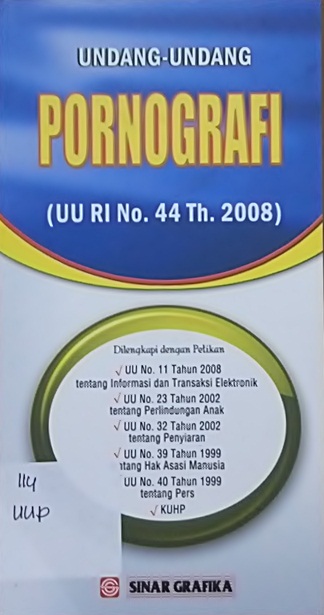 UNDANG-UNDANG
PORNOGRAFI
(UU RI No. 44 Th. 2008)
Dilengkapi dengan Petikan
√ UU No. 11 Tahun 2008
tentang Informasi dan Transaksi Elektronik
√ UU No. 23 Tahun 2002
tentang Perlindungan Anak
√ UU No. 32 Tahun 2002
tentang Penyiaran
√ UU No. 39 Tahun 1999
ntang Hak Asasi Manusia
UU No. 40 Tahun 1999
tentang Pers
√ KUHP
114
UUP
SINAR GRAFIKA